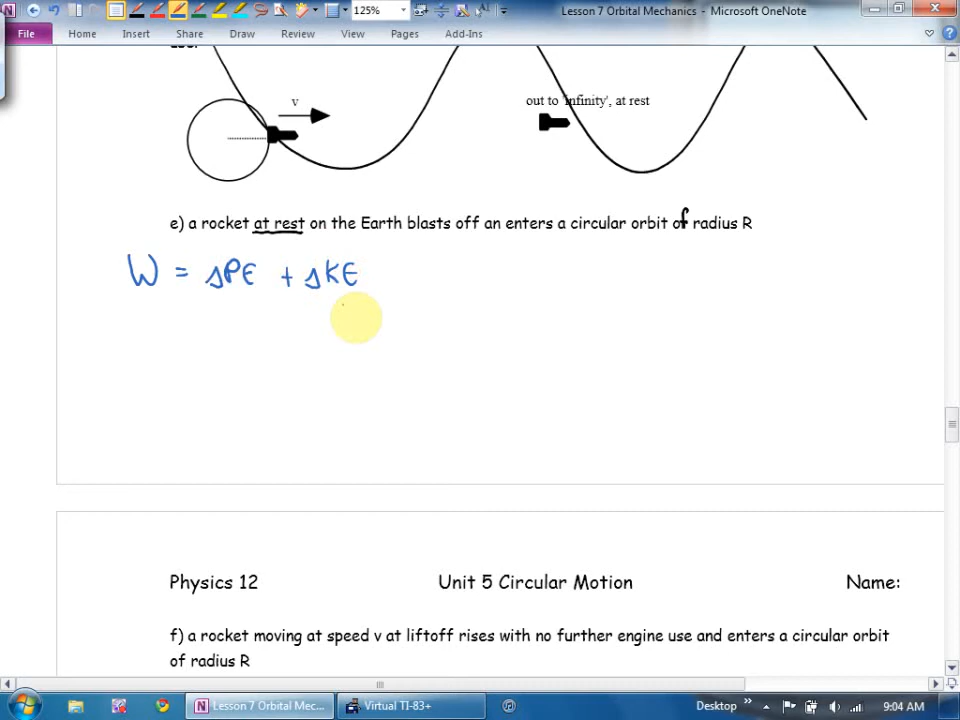 125%
Lesson 7 Orbital Mechanics - Microsoft OneNote
File Home Insert Share Draw Review View Pages Add-Ins
v
out to 'infinity', at rest
e) a rocket at rest on the Earth blasts off an enters a circular orbit of radius R
W = ΔPE + ΔKE
Physics 12 Unit 5 Circular Motion Name:
f) a rocket moving at speed v at liftoff rises with no further engine use and enters a circular orbit
of radius R
Lesson 7 Orbital Mec... Virtual TI-83+ Desktop 9:04 AM